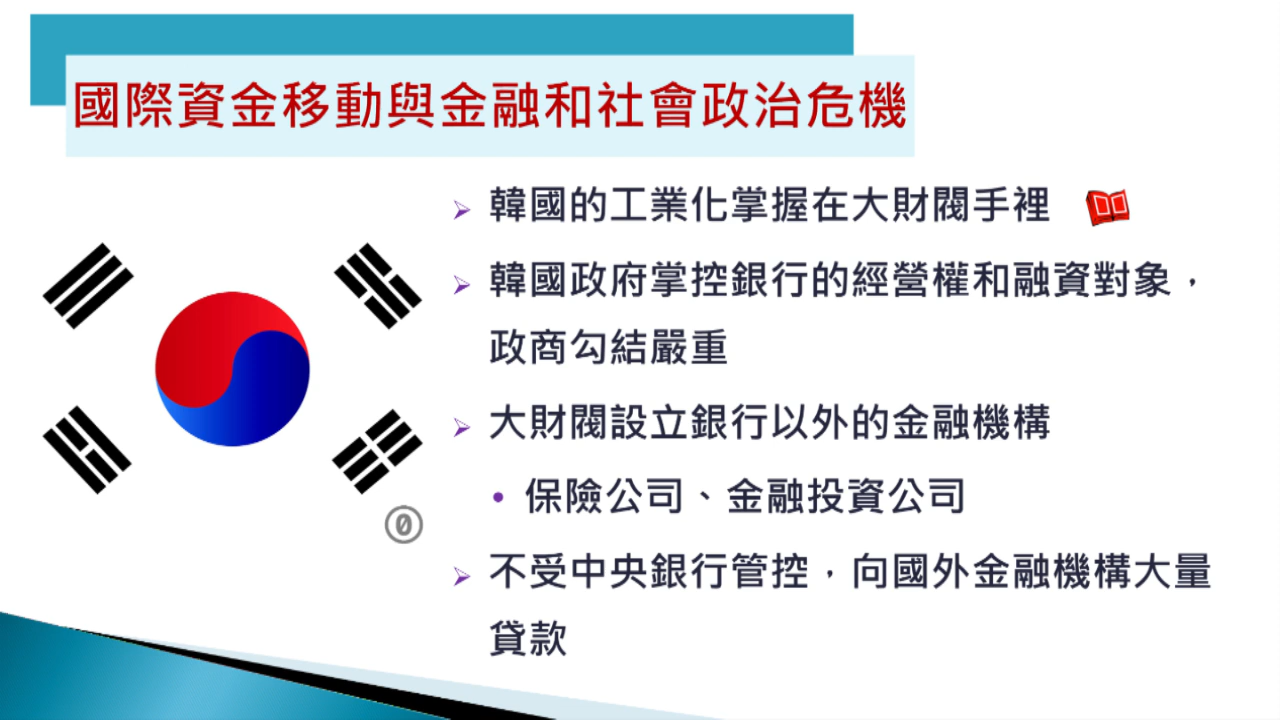 國際資金移動與金融和社會政治危機
韓國的工業化掌握在大財閥手裡
韓國政府掌控銀行的經營權和融資對象，
政商勾結嚴重
大財閥設立銀行以外的金融機構
保險公司、金融投資公司
不受中央銀行管控，向國外金融機構大量
貸款
0